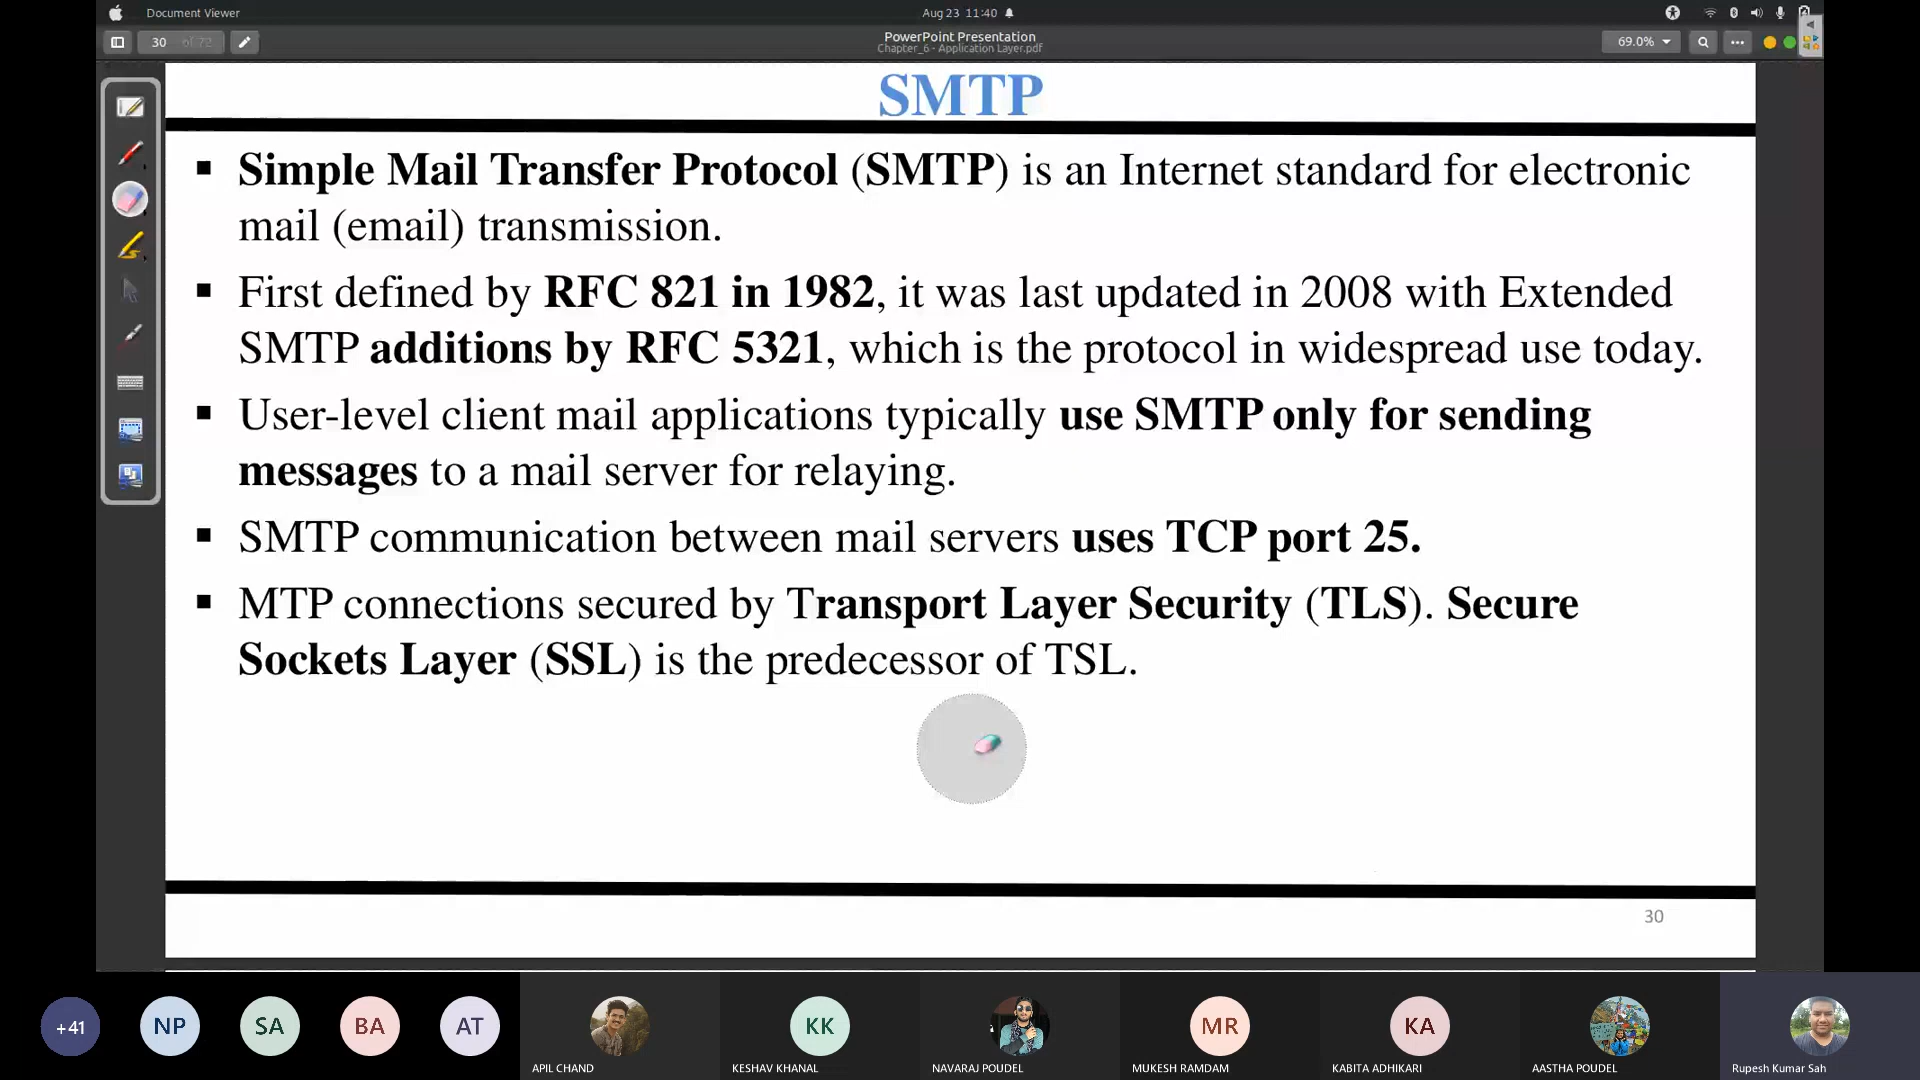 Document Viewer
Aug 23 11:40
30 of 72
PowerPoint Presentation
Chapter_6 - Application Layer.pdf
69.0%
SMTP
▪ Simple Mail Transfer Protocol (SMTP) is an Internet standard for electronic
mail (email) transmission.
▪ First defined by RFC 821 in 1982, it was last updated in 2008 with Extended
SMTP additions by RFC 5321, which is the protocol in widespread use today.
▪ User-level client mail applications typically use SMTP only for sending
messages to a mail server for relaying.
▪ SMTP communication between mail servers uses TCP port 25.
▪ MTP connections secured by Transport Layer Security (TLS). Secure
Sockets Layer (SSL) is the predecessor of TSL.
30
+41
NP
SA
BA
AT
KK
MR
KA
APIL CHAND
KESHAV KHANAL
NAVARAJ POUDEL
MUKESH RAMDAM
KABITA ADHIKARI
AASTHA POUDEL
Rupesh Kumar Sah